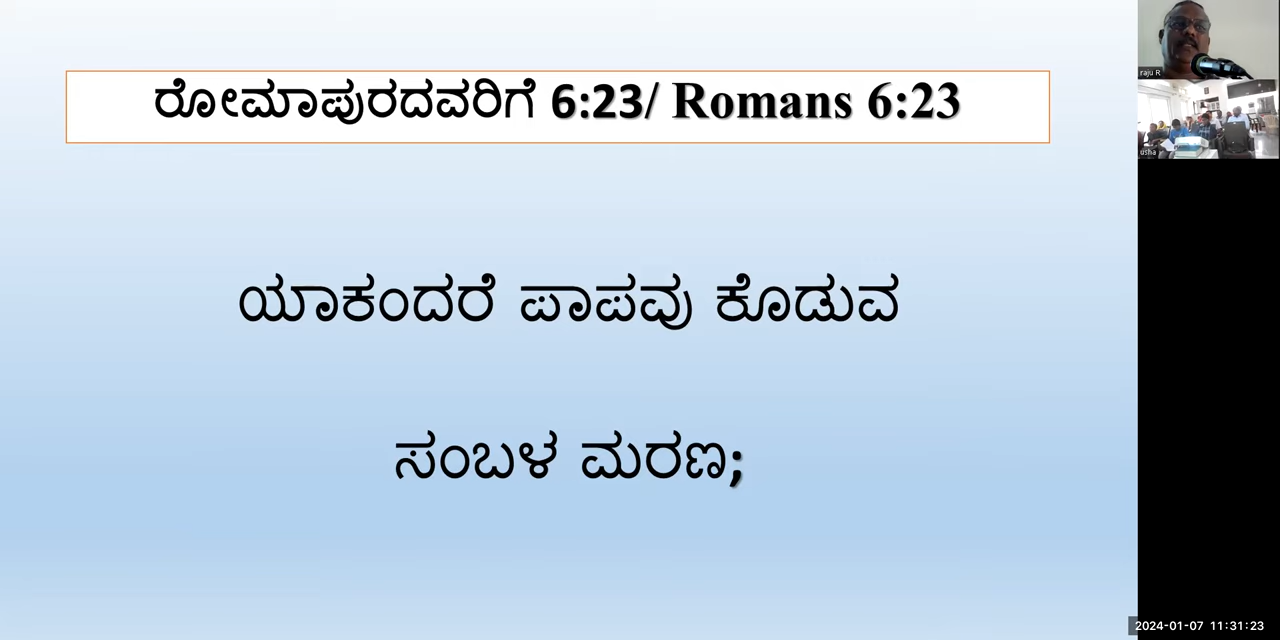 ರೋಮಾಪುರದವರಿಗೆ 6:23/ Romans 6:23
ಯಾಕಂದರೆ ಪಾಪವು ಕೊಡುವ
ಸಂಬಳ ಮರಣ;
raju R
usha
2024-01-07 11:31:23